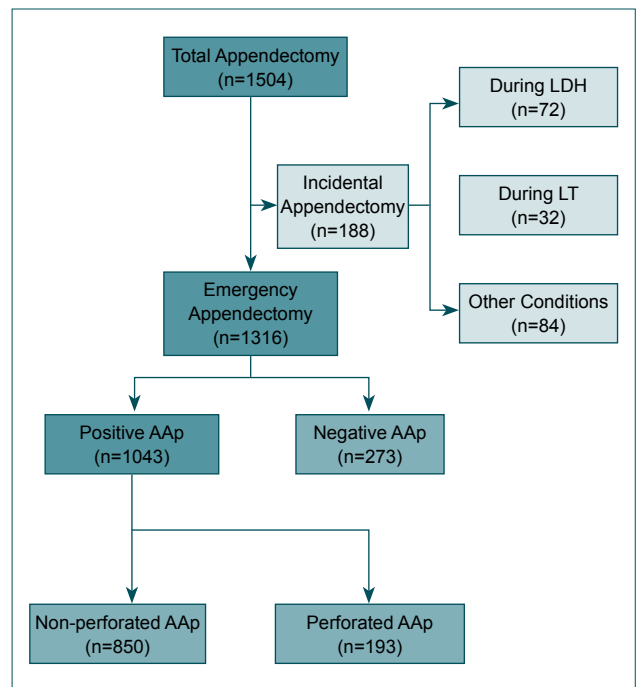 Total Appendectomy
(n=1504)
During LDH
(n=72)
Incidental
Appendectomy
(n=188)
During LT
(n=32)
Emergency
Appendectomy
(n=1316)
Other Conditions
(n=84)
Positive AAp
(n=1043)
Negative AAp
(n=273)
Non-perforated AAp
(n=850)
Perforated AAp
(n=193)